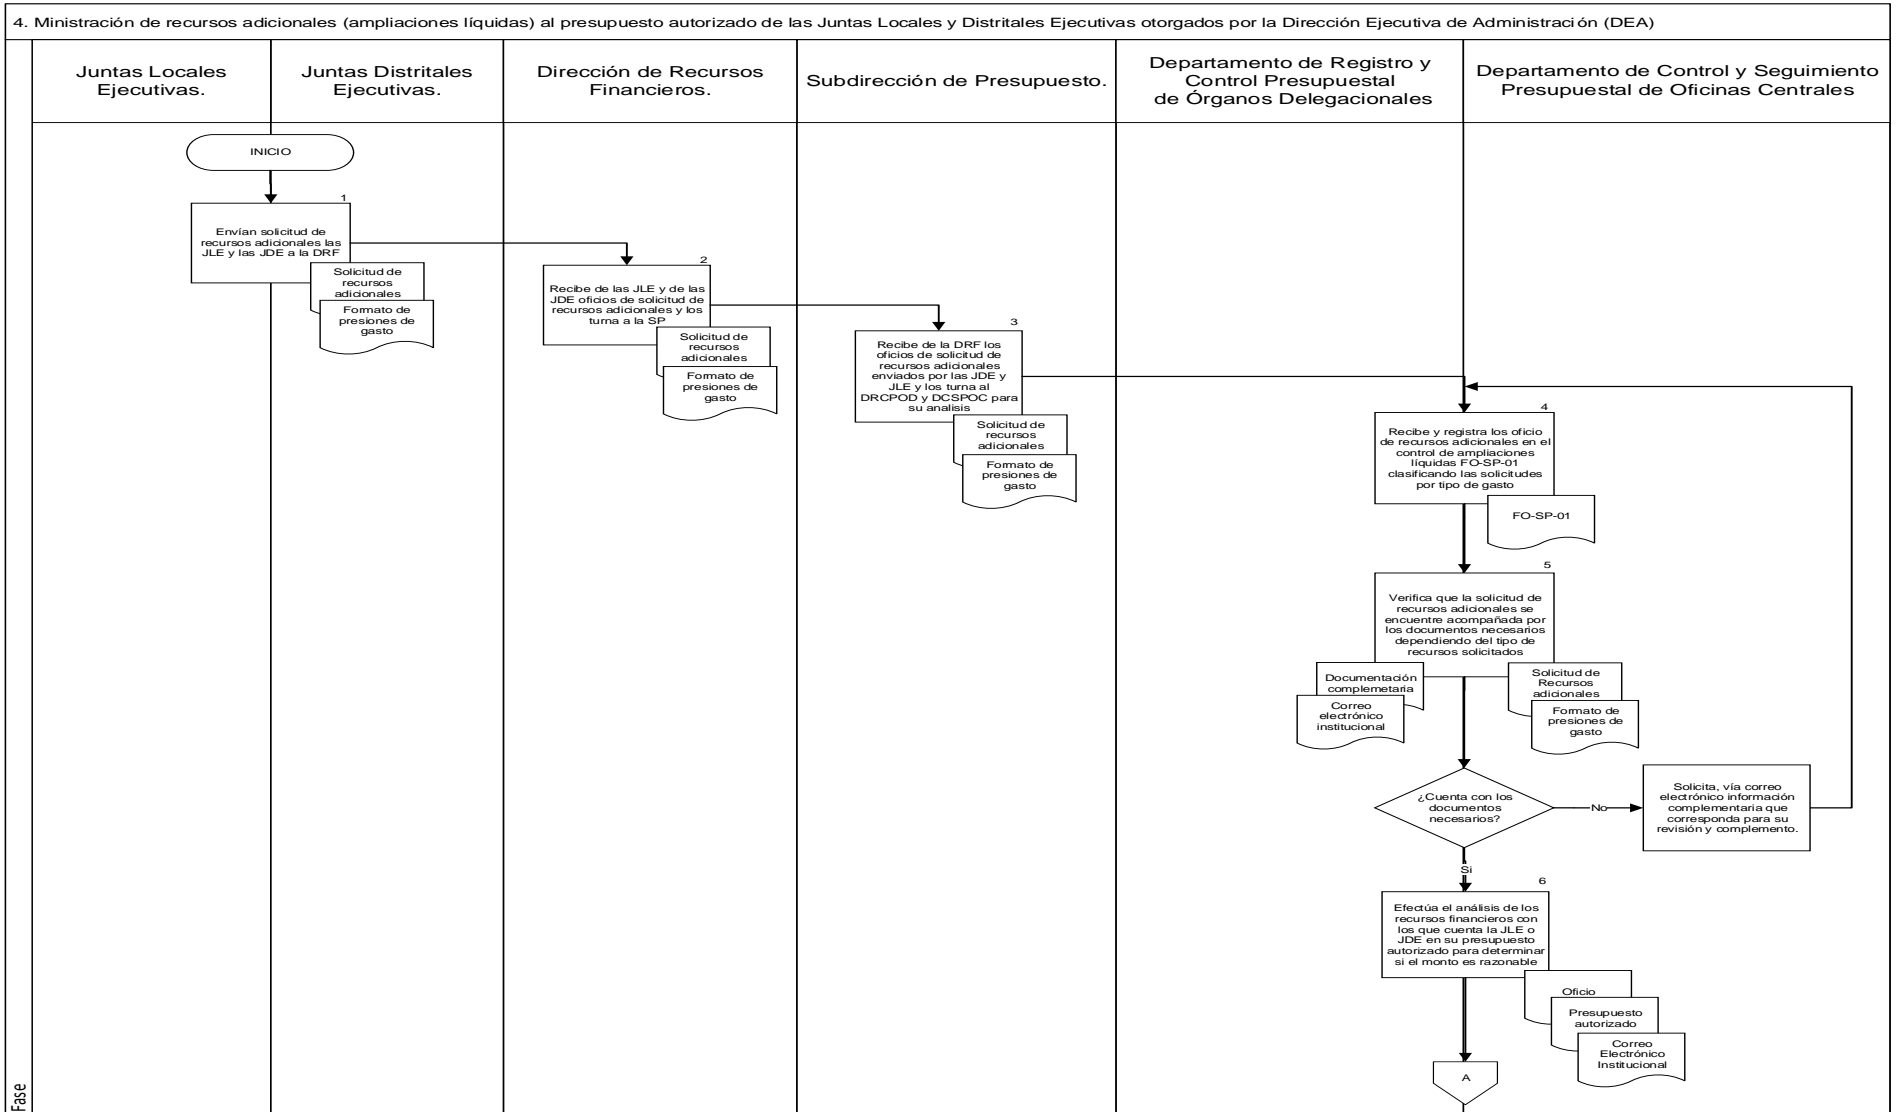 4. Ministración de recursos adicionales (ampliaciones líquidas) al presupuesto autorizado de las Juntas Locales y Distritales Ejecutivas otorgados por la Dirección Ejecutiva de Administración (DEA)
Juntas Locales
Ejecutivas.
Juntas Distritales
Ejecutivas.
Dirección de Recursos
Financieros.
Subdirección de Presupuesto.
Departamento de Registro y
Control Presupuestal
de Órganos Delegacionales
Departamento de Control y Seguimiento
Presupuestal de Oficinas Centrales
INICIO
1
Envían solicitud de
recursos adicionales las
JLE y las JDE a la DRF
Solicitud de
recursos
adicionales
Formato de
presiones de
gasto
2
Recibe de las JLE y de las
JDE oficios de solicitud de
recursos adicionales y los
turna a la SP
Solicitud de
recursos
adicionales
Formato de
presiones de
gasto
3
Recibe de la DRF los
oficios de solicitud de
recursos adicionales
enviados por las JDE y
JLE y los turna al
DRCPOD y DCSPOC para
su analisis
Solicitud de
recursos
adicionales
Formato de
presiones de
gasto
4
Recibe y registra los oficio
de recursos adicionales en el
control de ampliaciones
líquidas FO-SP-01
clasificando las solicitudes
por tipo de gasto
FO-SP-01
5
Verifica que la solicitud de
recursos adicionales se
encuentre acompañada por
los documentos necesarios
dependiendo del tipo de
recursos solicitados
Documentación
complemetaria
Correo
electrónico
institucional
Solicitud de
Recursos
adicionales
Formato de
presiones de
gasto
¿Cuenta con los
documentos
necesarios?
No
Solicita, vía correo
electrónico información
complementaria que
corresponda para su
revisión y complemento.
Si
6
Efectúa el análisis de los
recursos financieros con
los que cuenta la JLE o
JDE en su presupuesto
autorizado para determinar
si el monto es razonable
Oficio
Presupuesto
autorizado
Correo
Electrónico
Institucional
A
Fase